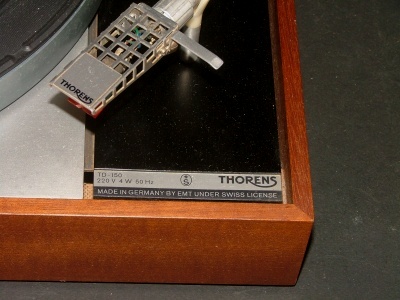 THORENS
TD-150
220 V 4 W 50 Hz
THORENS
MADE IN GERMANY BY EMT UNDER SWISS LICENSE